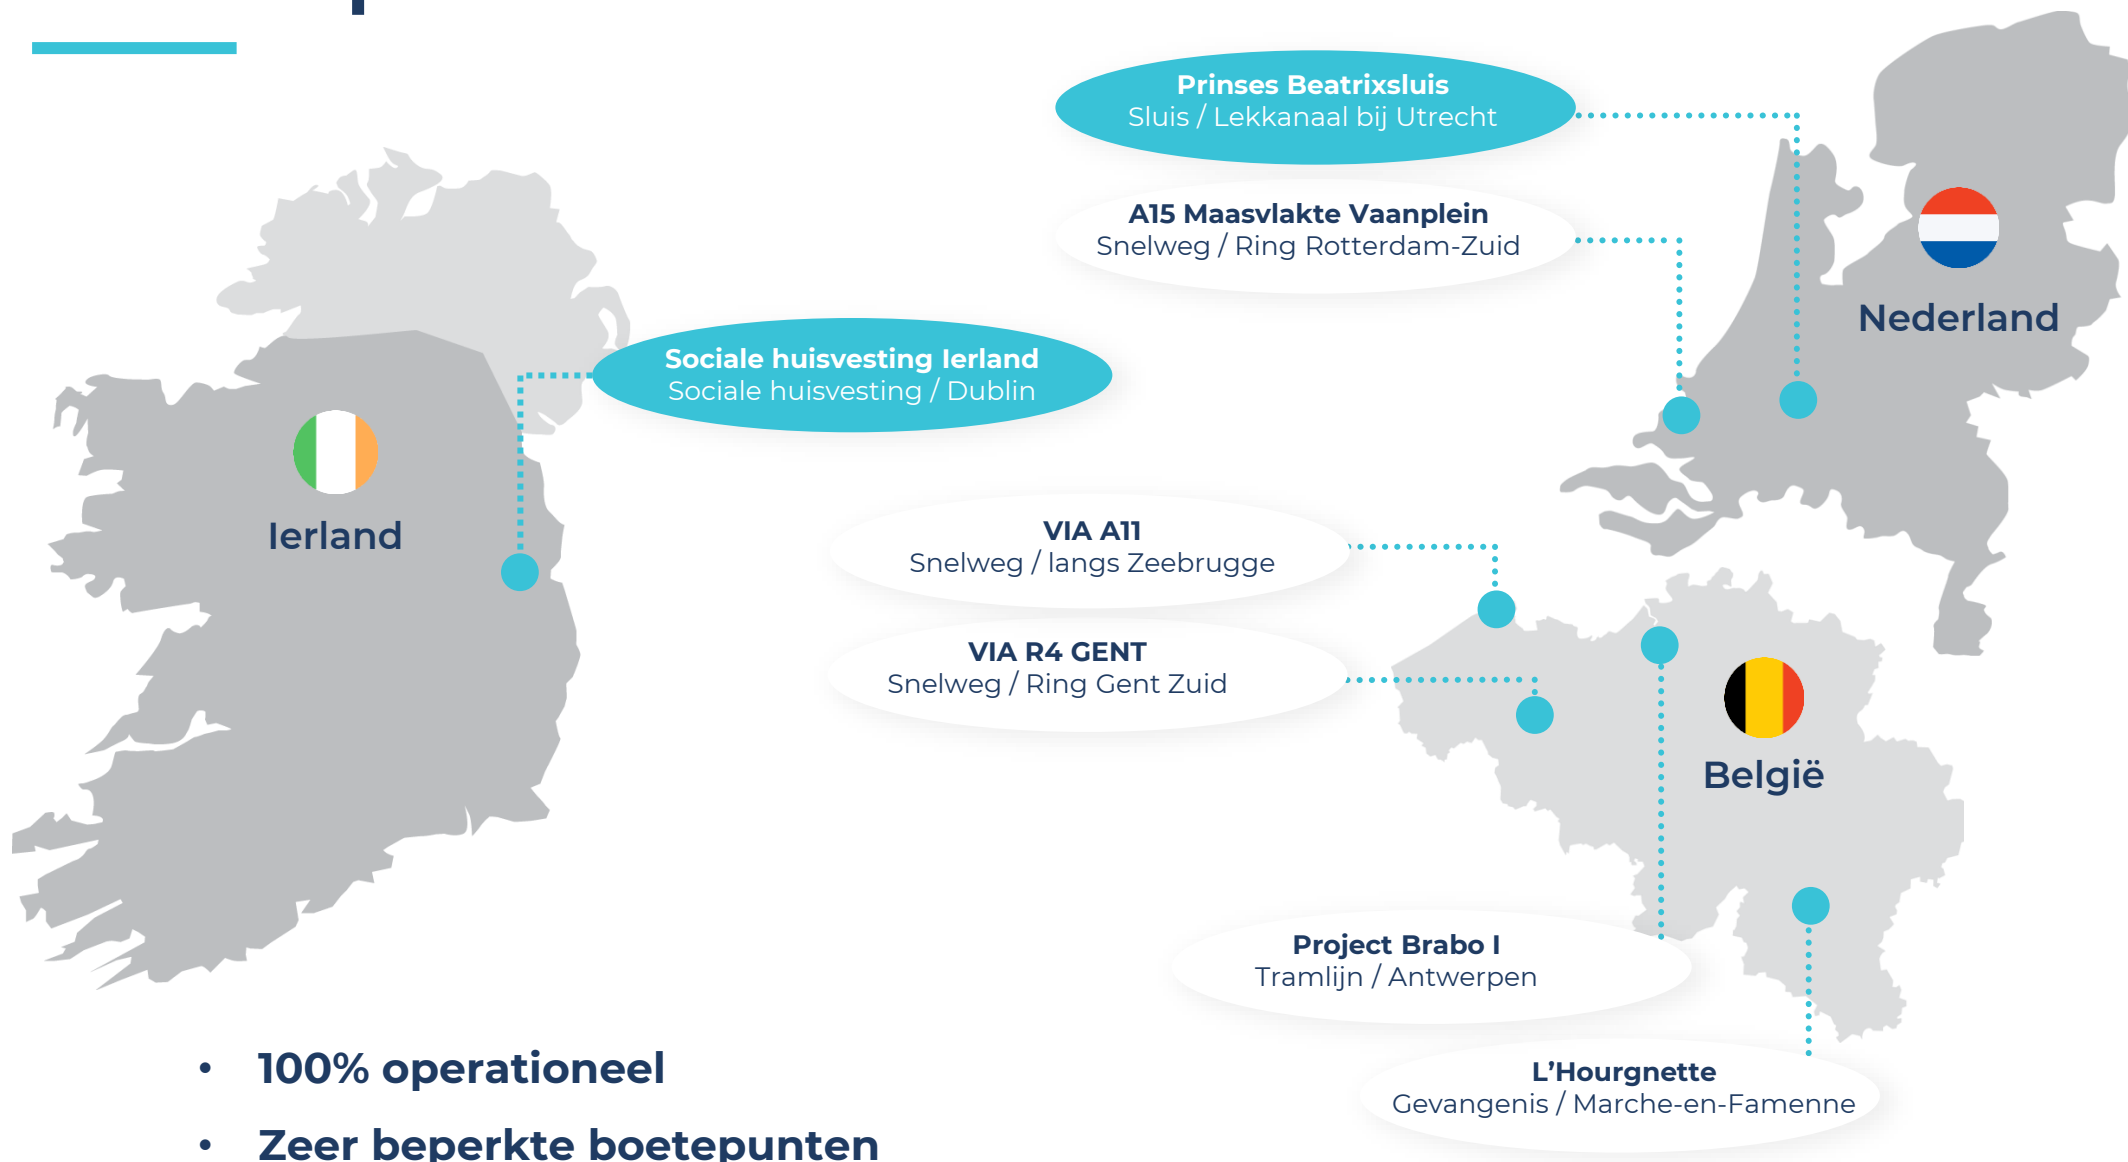 Prinses Beatrixsluis
Sluis / Lekkanaal bij Utrecht
A15 Maasvlakte Vaanplein
Snelweg / Ring Rotterdam-Zuid
Nederland
Sociale huisvesting Ierland
Sociale huisvesting / Dublin
Ierland
VIA A11
Snelweg / langs Zeebrugge
VIA R4 GENT
Snelweg / Ring Gent Zuid
België
Project Brabo I
Tramlijn / Antwerpen
L’Hourgnette
Gevangenis / Marche-en-Famenne
• 100% operationeel
• Zeer beperkte boetepunten